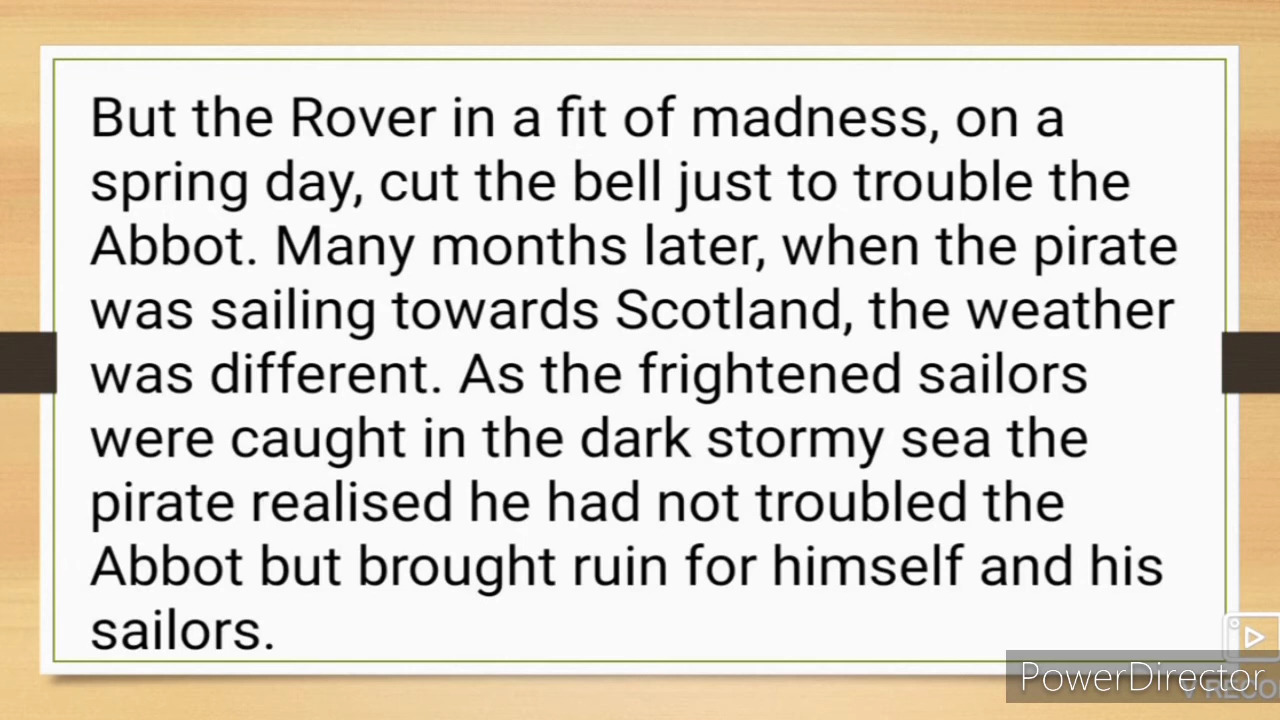 But the Rover in a fit of madness, on a
spring day, cut the bell just to trouble the
Abbot. Many months later, when the pirate
was sailing towards Scotland, the weather
was different. As the frightened sailors
were caught in the dark stormy sea the
pirate realised he had not troubled the
Abbot but brought ruin for himself and his
sailors.
PowerDirector